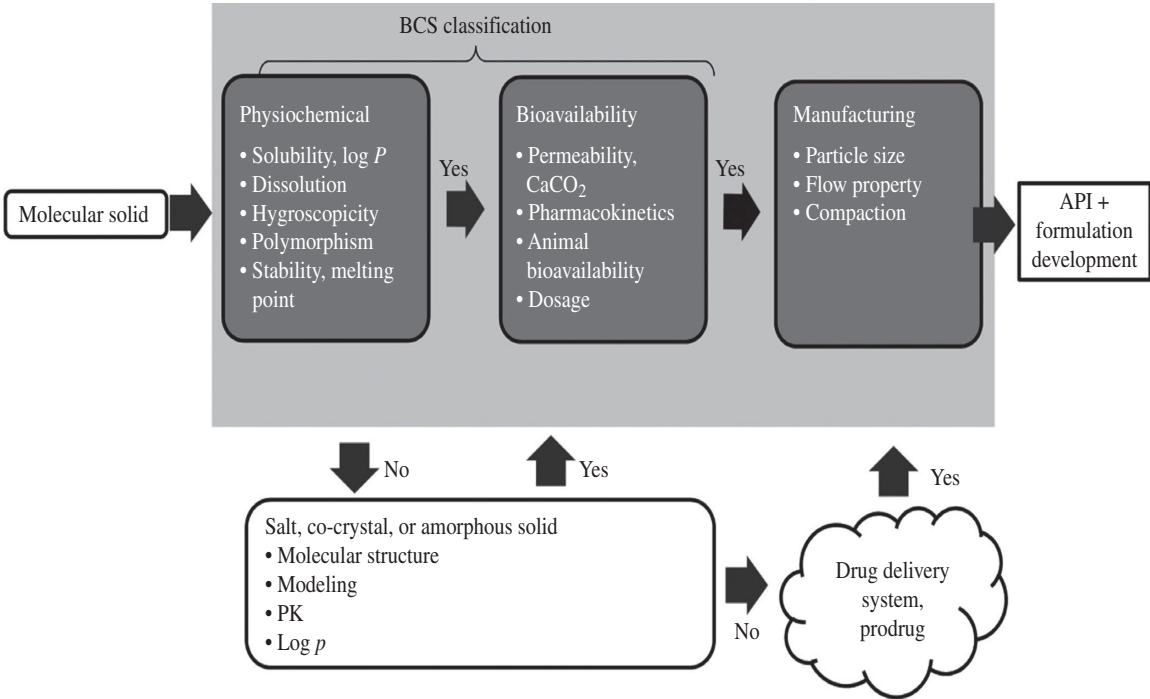 BCS classification
Molecular solid
Physiochemical
• Solubility, log P
• Dissolution
• Hygroscopicity
• Polymorphism
• Stability, melting
point
Yes
Bioavailability
• Permeability,
CaCO₂
• Pharmacokinetics
• Animal
bioavailability
• Dosage
Yes
Manufacturing
• Particle size
• Flow property
• Compaction
API +
formulation
development
No
Yes
Yes
Salt, co-crystal, or amorphous solid
• Molecular structure
• Modeling
• PK
• Log p
No
Drug delivery
system,
prodrug